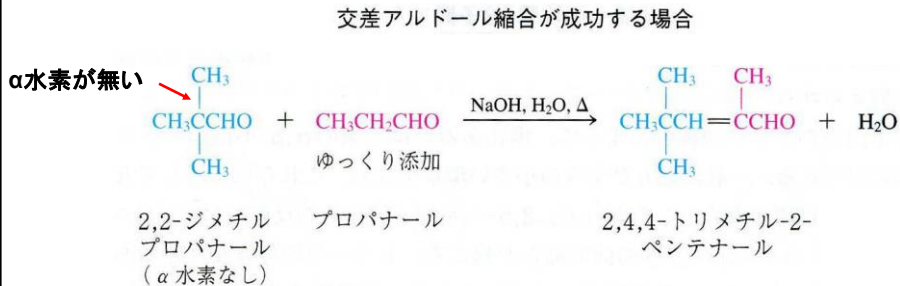 交差アルドール縮合が成功する場合
α水素が無い
CH₃ CH₃ CH₃
CH₃CCHO + CH₃CH₂CHO NaOH, H₂O, Δ CH₃CCH=CCHO + H₂O
CH₃ ゆっくり添加 CH₃
2,2-ジメチル プロパナール 2,4,4-トリメチル-2-
プロパナール ペンテナール
(α水素なし)